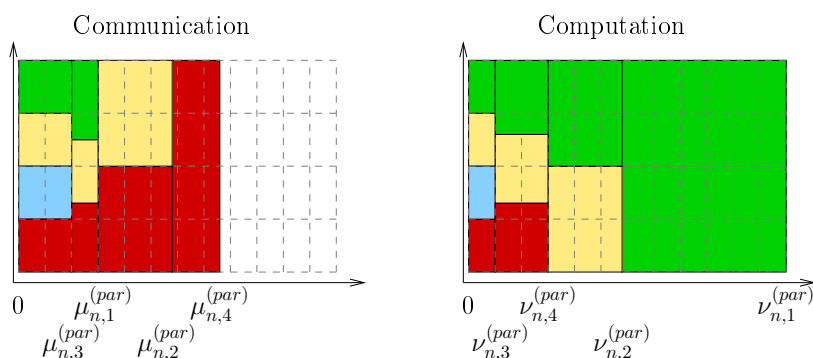 Communication
Computation
0 μ_{n,1}^{(par)} μ_{n,4}^{(par)}
μ_{n,3}^{(par)} μ_{n,2}^{(par)}
0 ν_{n,4}^{(par)} ν_{n,1}^{(par)}
ν_{n,3}^{(par)} ν_{n,2}^{(par)}